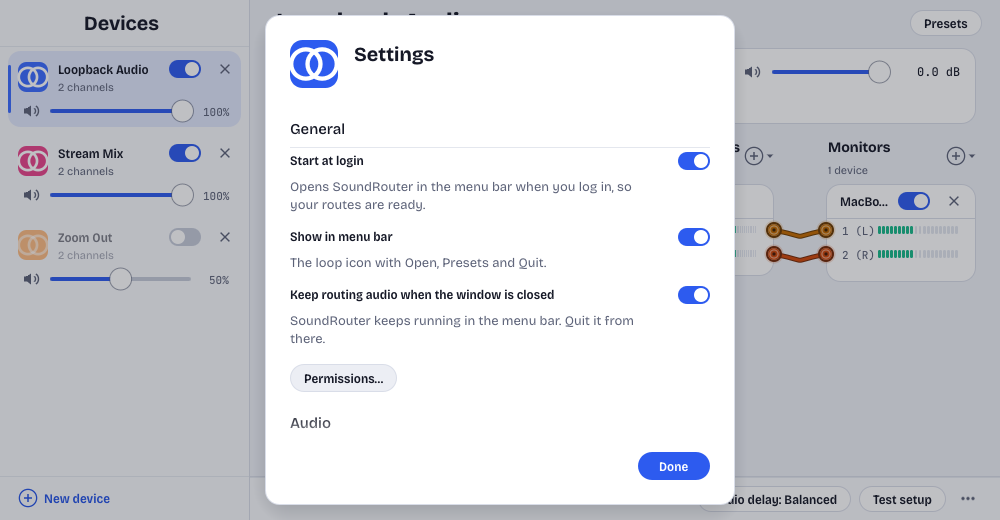 Devices
Loopback Audio
2 channels
100%
Stream Mix
2 channels
100%
Zoom Out
2 channels
50%
New device
Presets
0.0 dB
Monitors
1 device
MacBo...
1 (L)
2 (R)
Settings
General
Start at login
Opens SoundRouter in the menu bar when you log in, so
your routes are ready.
Show in menu bar
The loop icon with Open, Presets and Quit.
Keep routing audio when the window is closed
SoundRouter keeps running in the menu bar. Quit it from
there.
Permissions...
Audio
Done
delay: Balanced
Test setup